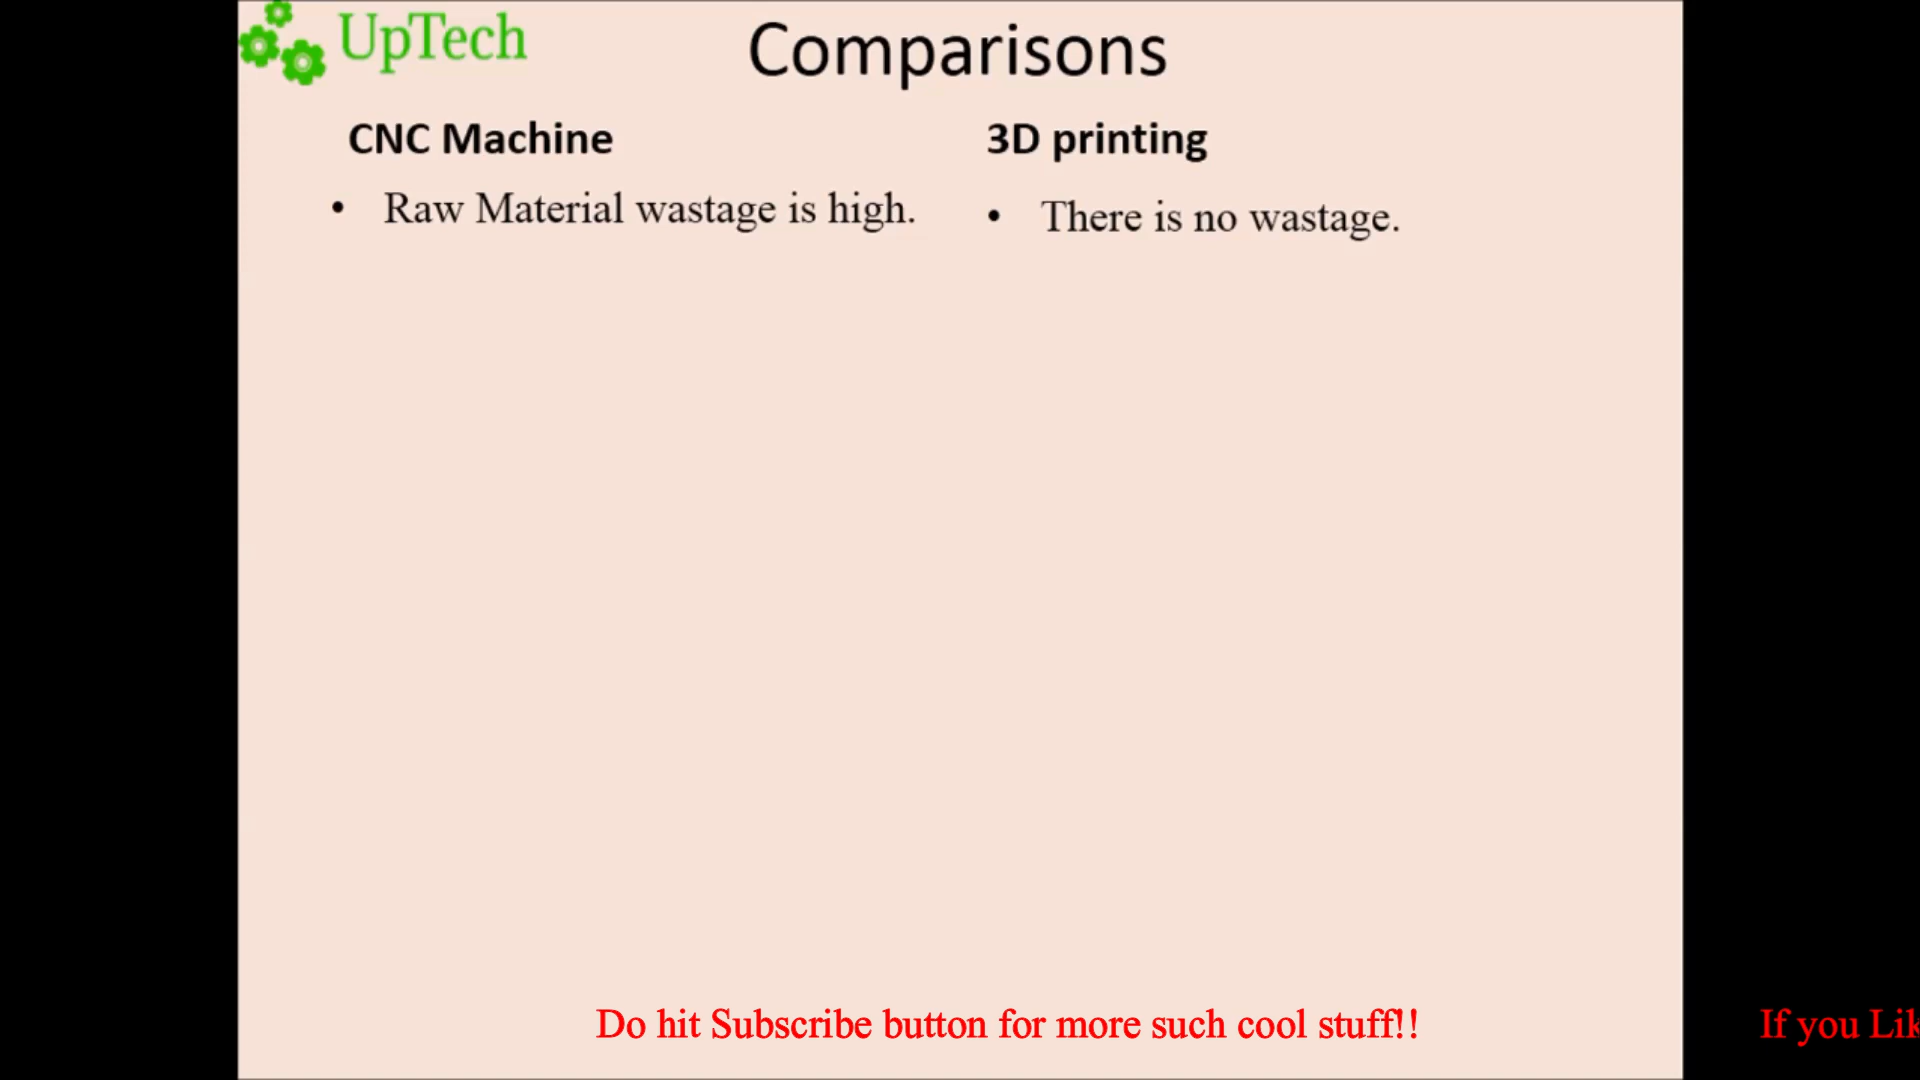 UpTech
Comparisons
CNC Machine
• Raw Material wastage is high.
3D printing
• There is no wastage.
Do hit Subscribe button for more such cool stuff!!
If you